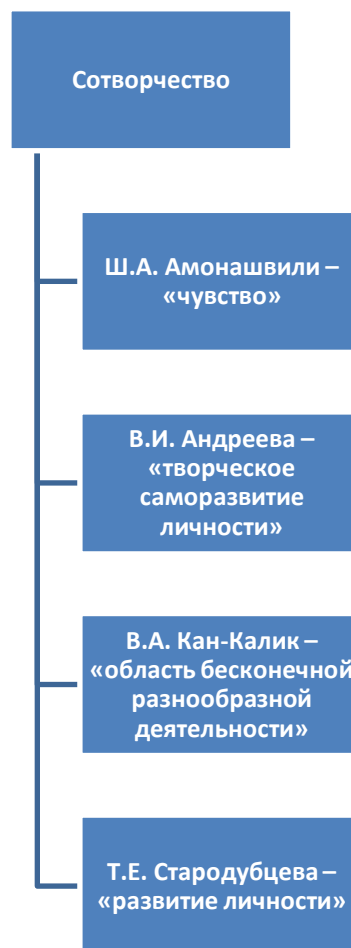 Сотворчество
Ш.А. Амонашвили –
«чувство»
В.И. Андреева –
«творческое
саморазвитие
личности»
В.А. Кан-Калик –
«область бесконечной
разнообразной
деятельности»
Т.Е. Стародубцева –
«развитие личности»